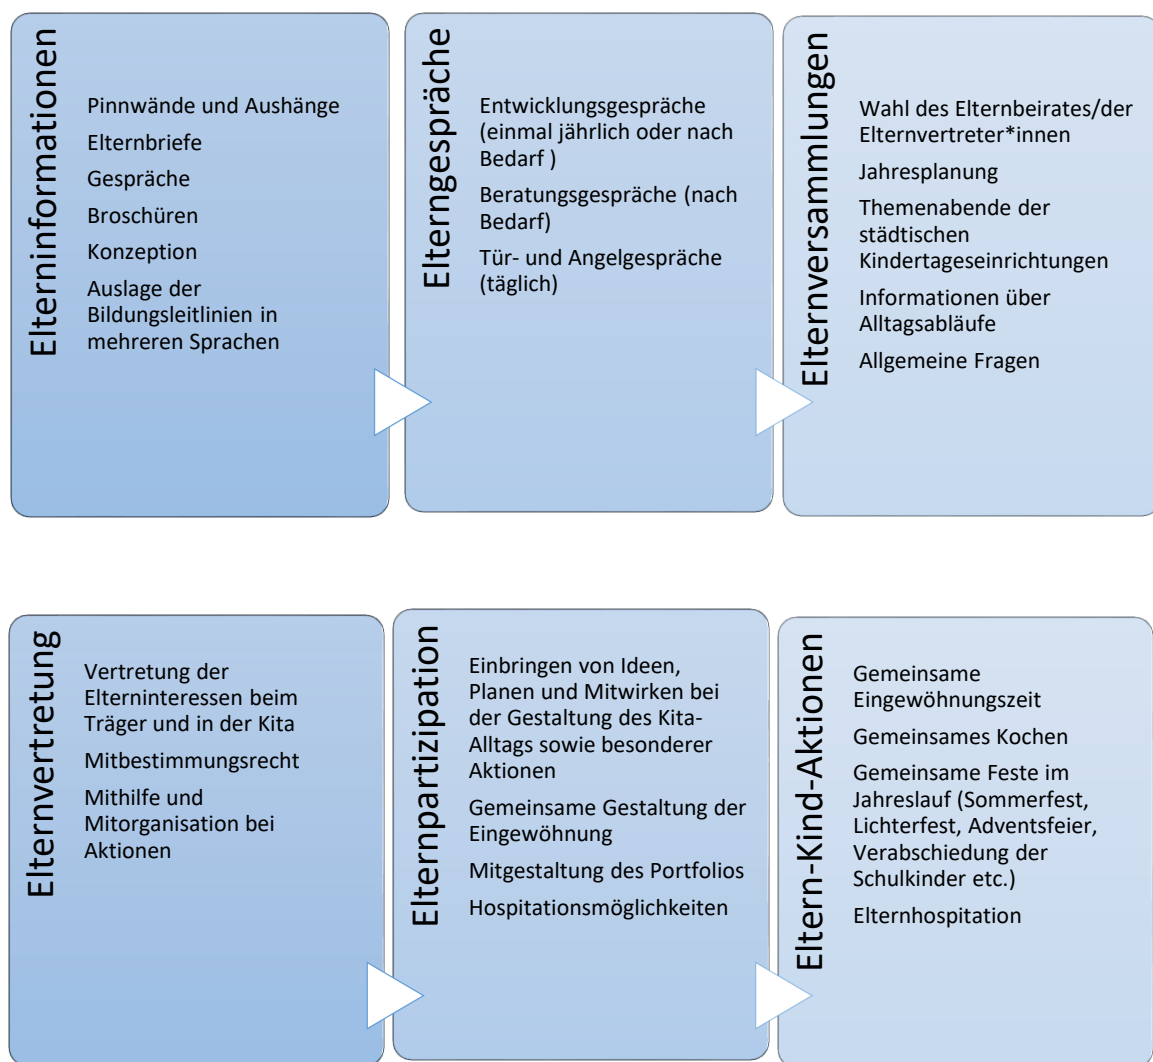 Elterninformationen
Pinnwände und Aushänge
Elternbriefe
Gespräche
Broschüren
Konzeption
Auslage der
Bildungsleitlinien in
mehreren Sprachen
Elterngespräche
Entwicklungsgespräche
(einmal jährlich oder nach
Bedarf )
Beratungsgespräche (nach
Bedarf)
Tür- und Angelgespräche
(täglich)
Elternversammlungen
Wahl des Elternbeirates/der
Elternvertreter*innen
Jahresplanung
Themenabende der
städtischen
Kindertageseinrichtungen
Informationen über
Alltagsabläufe
Allgemeine Fragen
Elternvertretung
Vertretung der
Elterninteressen beim
Träger und in der Kita
Mitbestimmungsrecht
Mithilfe und
Mitorganisation bei
Aktionen
Elternpartizipation
Einbringen von Ideen,
Planen und Mitwirken bei
der Gestaltung des Kita-
Alltags sowie besonderer
Aktionen
Gemeinsame Gestaltung der
Eingewöhnung
Mitgestaltung des Portfolios
Hospitationsmöglichkeiten
Eltern-Kind-Aktionen
Gemeinsame
Eingewöhnungszeit
Gemeinsames Kochen
Gemeinsame Feste im
Jahreslauf (Sommerfest,
Lichterfest, Adventsfeier,
Verabschiedung der
Schulkinder etc.)
Elternhospitation